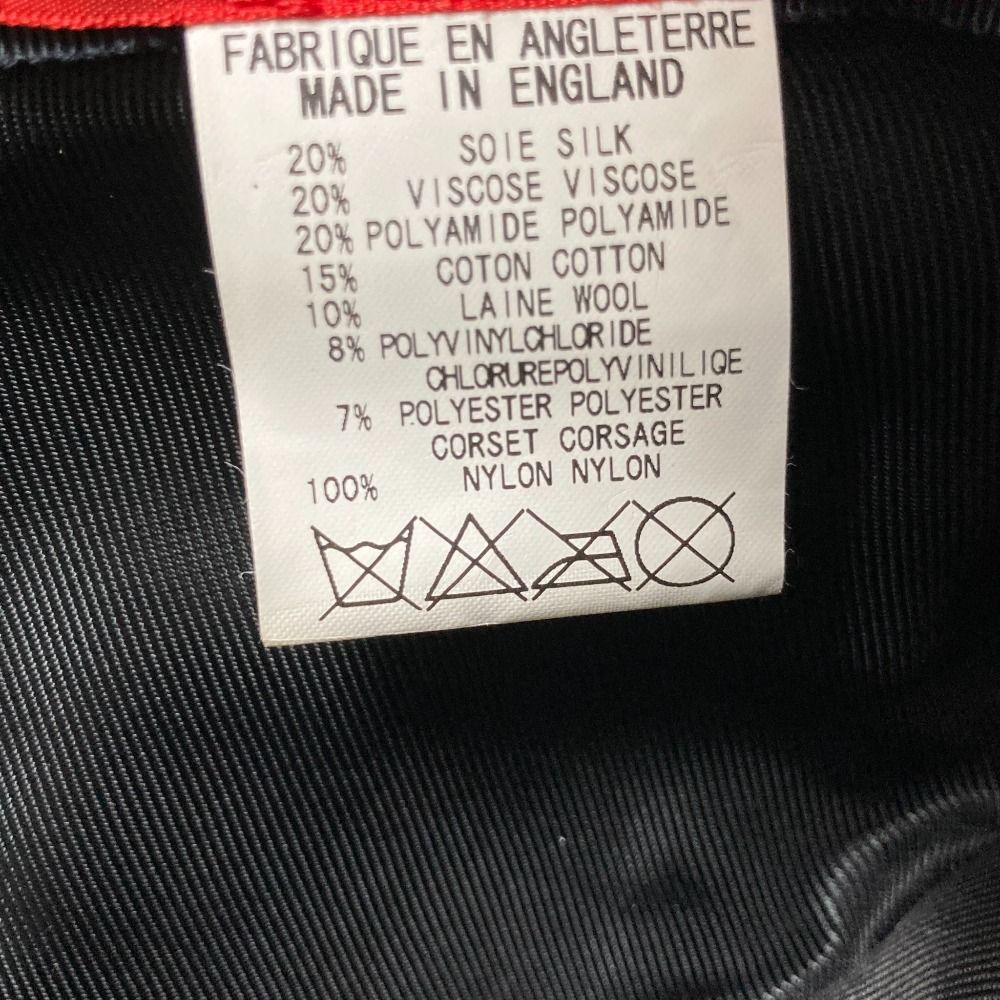 FABRIQUE EN ANGLETERRE
MADE IN ENGLAND
20% SOIE SILK
20% VISCOSE VISCOSE
20% POLYAMIDE POLYAMIDE
15% COTON COTTON
10% LAINE WOOL
8% POLYVINYLCHLORIDE
CHLORUREPOLYVINILIQE
7% POLYESTER POLYESTER
CORSET CORSAGE
100% NYLON NYLON